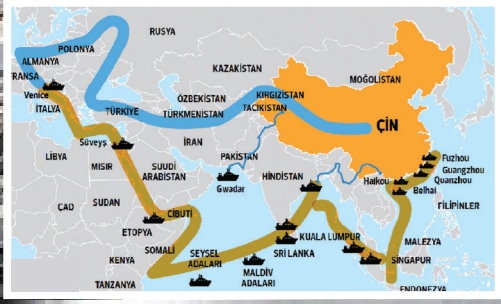 RUSYA
POLONYA
ALMANYA
FRANSA
Venice
İTALYA
KAZAKİSTAN
MOĞOLİSTAN
ÖZBEKİSTAN
KIRGIZİSTAN
TACİKİSTAN
TÜRKİYE
TÜRKMENİSTAN
ÇİN
Süveyş
İRAN
LİBYA
MISIR
SUUDİ
ARABİSTAN
PAKİSTAN
Gwadar
HİNDİSTAN
Haikou
Fuzhou
Guangzhou
Quanzhou
Beihai
FİLİPİNLER
ÇAD
SUDAN
CİBUTİ
ETOPYA
SOMALİ
KENYA
TANZANYA
SEYŞEL
ADALARI
MALDİV
ADALARI
SRİ LANKA
KUALA LUMPUR
MALEZYA
SİNGAPUR
ENDONEZYA